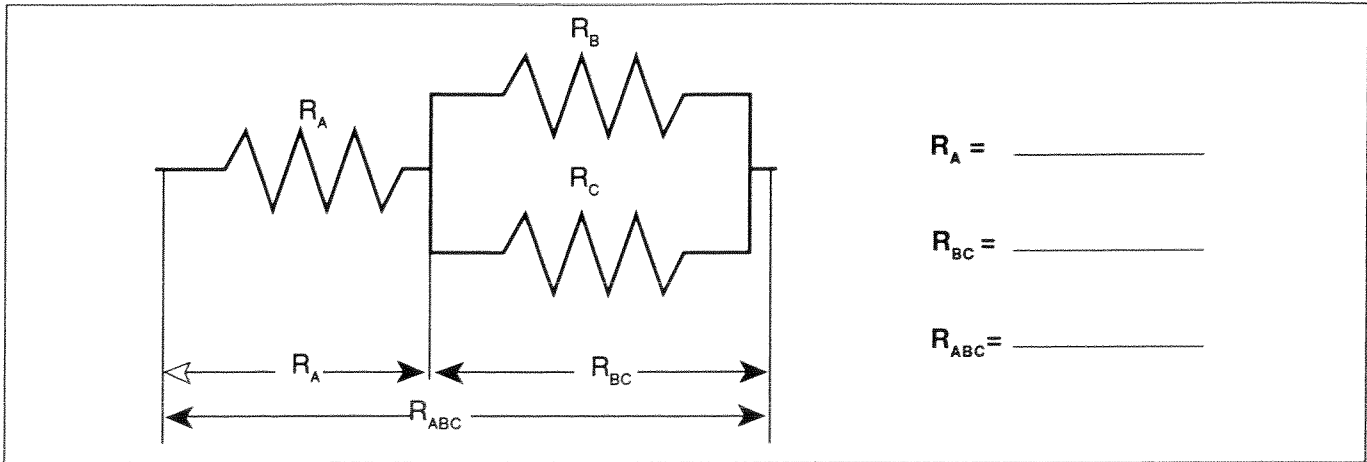 R_B
R_A
R_C
R_A =
R_BC =
R_ABC =
R_A
R_BC
R_ABC